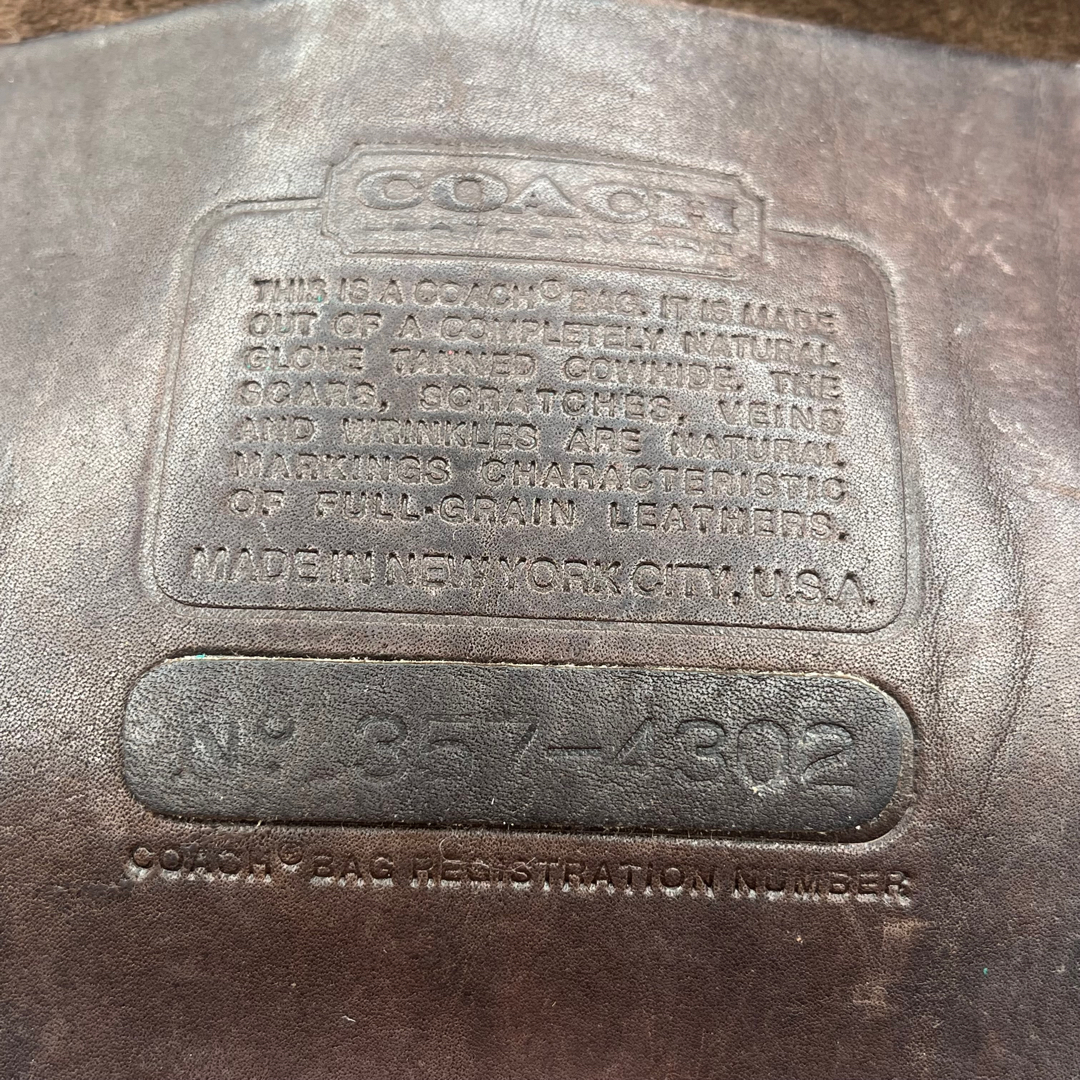 COACH
LEATHERWARE
THIS IS A COACH® BAG. IT IS MADE
OUT OF A COMPLETELY NATURAL
GLOVE TANNED COWHIDE. THE
SCARS, SCRATCHES, VEINS
AND WRINKLES ARE NATURAL
MARKINGS CHARACTERISTIC
OF FULL-GRAIN LEATHERS.
MADE IN NEW YORK CITY, U.S.A.
Nº.357-4302
COACH® BAG REGISTRATION NUMBER